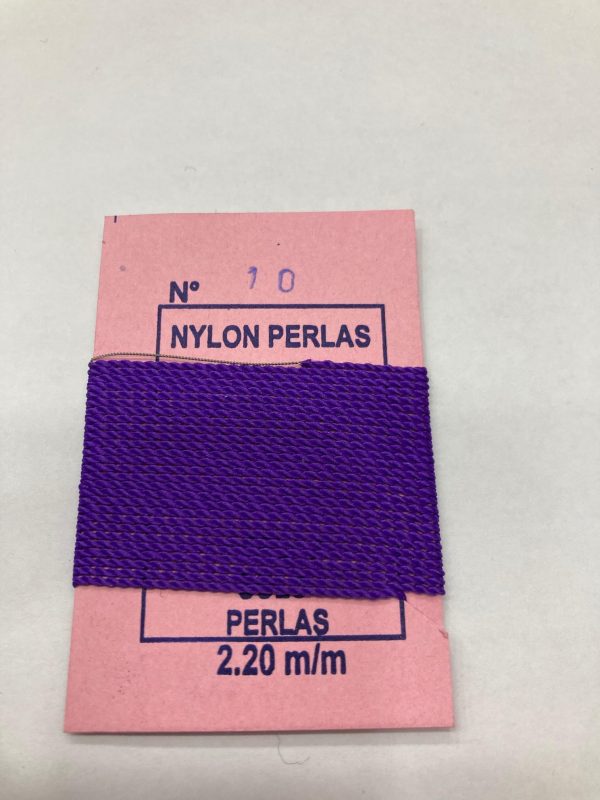 Nº 10
NYLON PERLAS
PERLAS
2.20 m/m